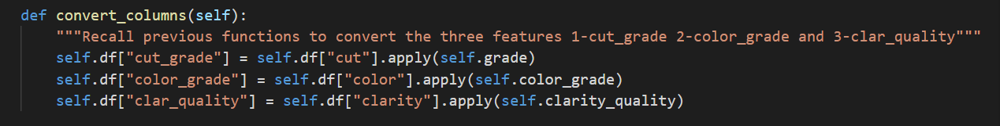 def convert_columns(self):
    """Recall previous functions to convert the three features 1-cut_grade 2-color_grade and 3-clar_quality"""
    self.df["cut_grade"] = self.df["cut"].apply(self.grade)
    self.df["color_grade"] = self.df["color"].apply(self.color_grade)
    self.df["clar_quality"] = self.df["clarity"].apply(self.clarity_quality)